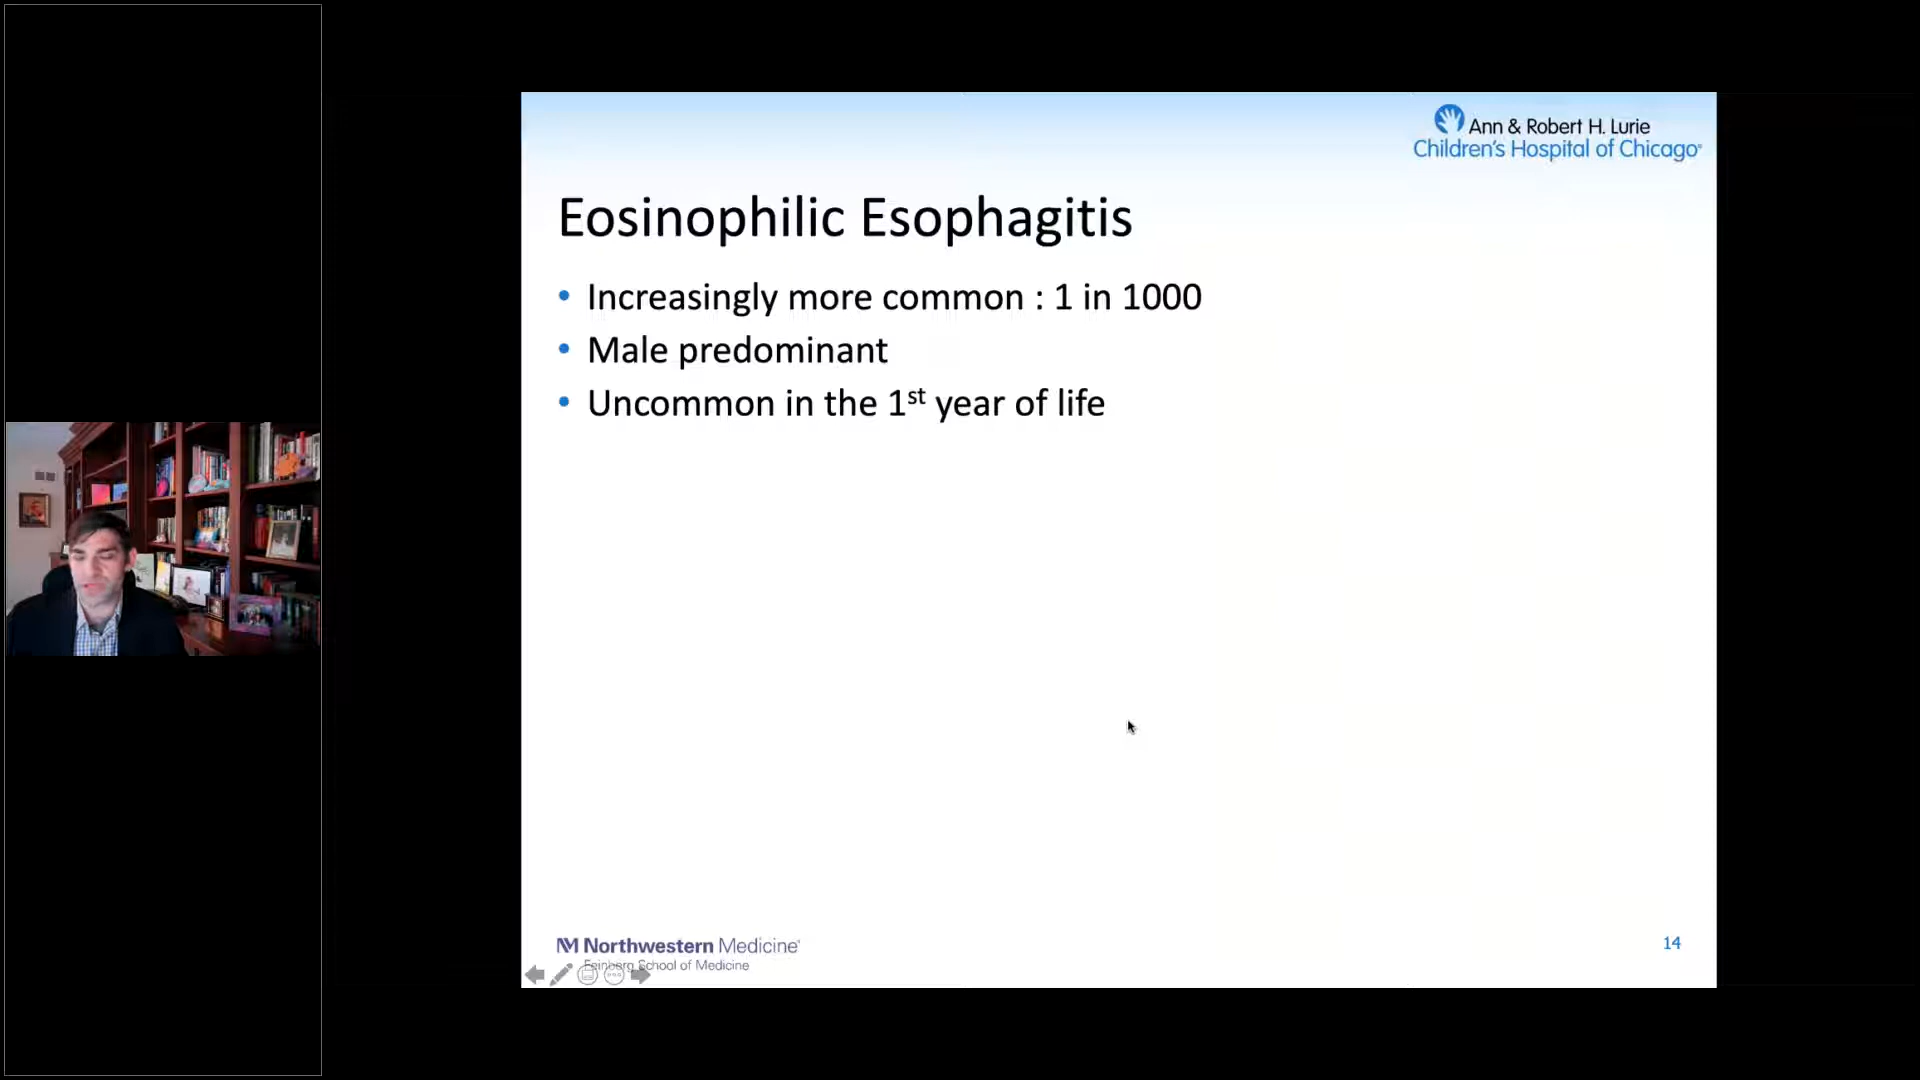 Ann & Robert H. Lurie
Children's Hospital of Chicago®
Eosinophilic Esophagitis
• Increasingly more common : 1 in 1000
• Male predominant
• Uncommon in the 1st year of life
Northwestern Medicine®
Feinberg School of Medicine
14